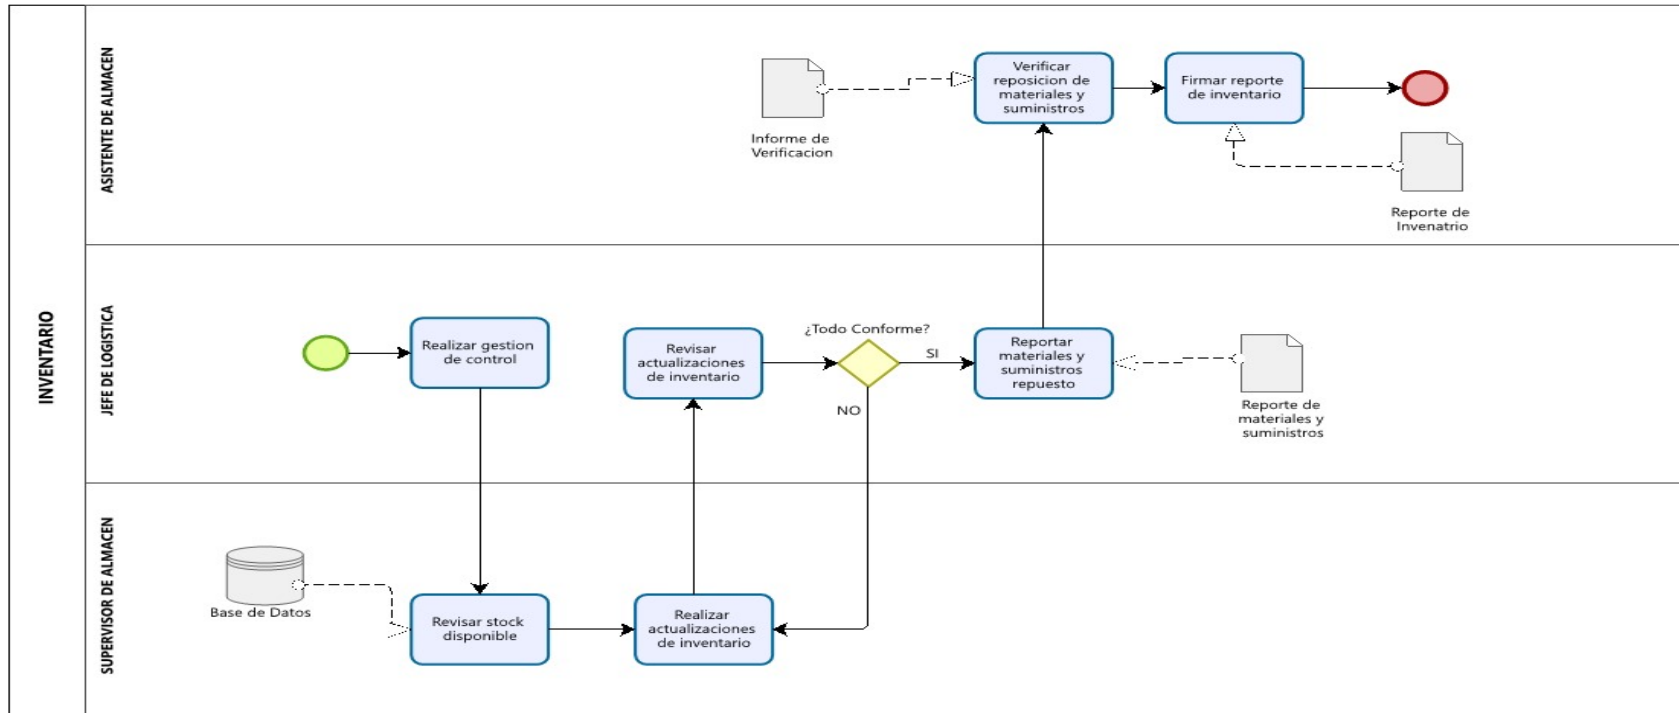 INVENTARIO
ASISTENTE DE ALMACEN
Informe de
Verificacion
Verificar
reposicion de
materiales y
suministros
Firmar reporte
de inventario
Reporte de
Invenatrio
JEFE DE LOGISTICA
Realizar gestion
de control
Revisar
actualizaciones
de inventario
¿Todo Conforme?
SI
NO
Reportar
materiales y
suministros
repuesto
Reporte de
materiales y
suministros
SUPERVISOR DE ALMACEN
Base de Datos
Revisar stock
disponible
Realizar
actualizaciones
de inventario